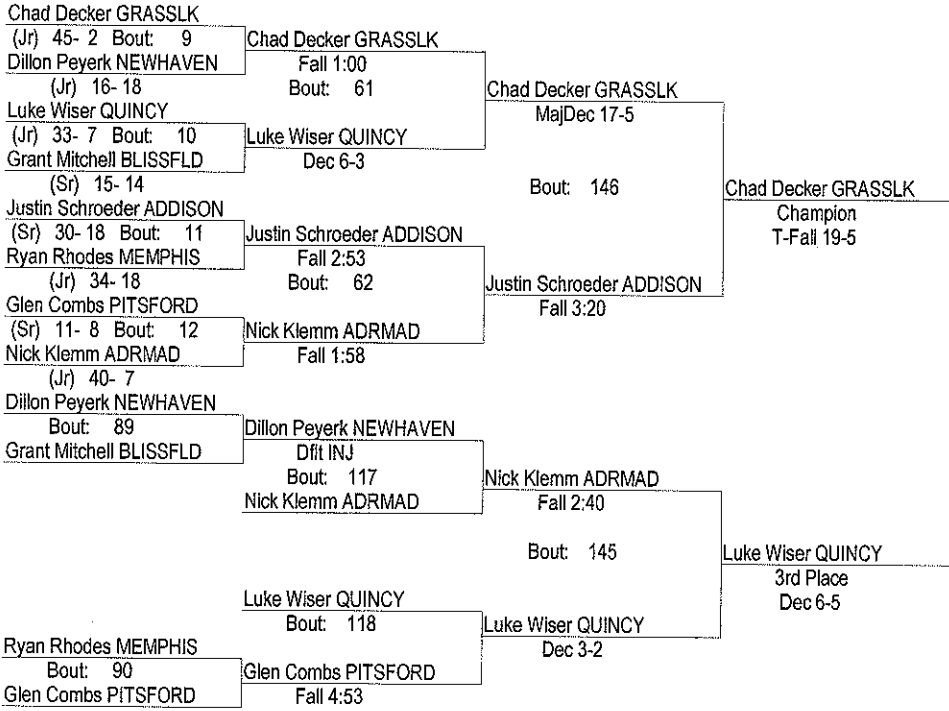 Chad Decker GRASSLK
(Jr) 45- 2 Bout: 9
Dillon Peyerk NEWHAVEN
(Jr) 16- 18
Luke Wiser QUINCY
(Jr) 33- 7 Bout: 10
Grant Mitchell BLISSFLD
(Sr) 15- 14
Justin Schroeder ADDISON
(Sr) 30- 18 Bout: 11
Ryan Rhodes MEMPHIS
(Jr) 34- 18
Glen Combs PITSFORD
(Sr) 11- 8 Bout: 12
Nick Klemm ADRMAD
(Jr) 40- 7
Chad Decker GRASSLK
Fall 1:00
Bout: 61
Luke Wiser QUINCY
Dec 6-3
Justin Schroeder ADDISON
Fall 2:53
Bout: 62
Nick Klemm ADRMAD
Fall 1:58
Chad Decker GRASSLK
MajDec 17-5
Bout: 146
Justin Schroeder ADDISON
Fall 3:20
Chad Decker GRASSLK
Champion
T-Fall 19-5
Dillon Peyerk NEWHAVEN
Bout: 89
Grant Mitchell BLISSFLD
Ryan Rhodes MEMPHIS
Bout: 90
Glen Combs PITSFORD
Dillon Peyerk NEWHAVEN
Dflt INJ
Bout: 117
Nick Klemm ADRMAD
Luke Wiser QUINCY
Bout: 118
Glen Combs PITSFORD
Fall 4:53
Nick Klemm ADRMAD
Fall 2:40
Bout: 145
Luke Wiser QUINCY
Dec 3-2
Luke Wiser QUINCY
3rd Place
Dec 6-5